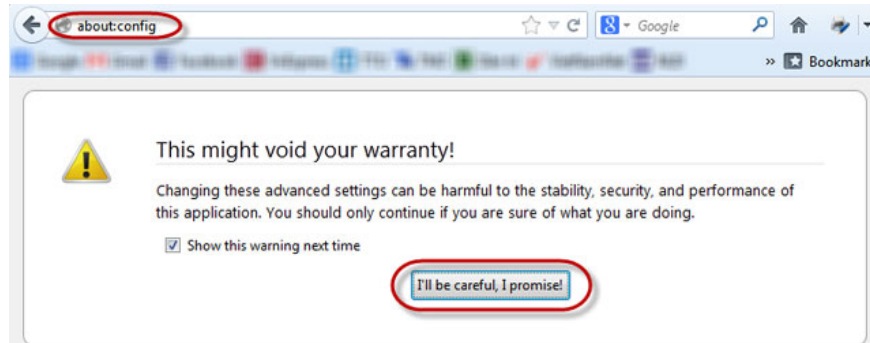 about:config
Google
» Bookmark
This might void your warranty!
Changing these advanced settings can be harmful to the stability, security, and performance of
this application. You should only continue if you are sure of what you are doing.
Show this warning next time
I'll be careful, I promise!